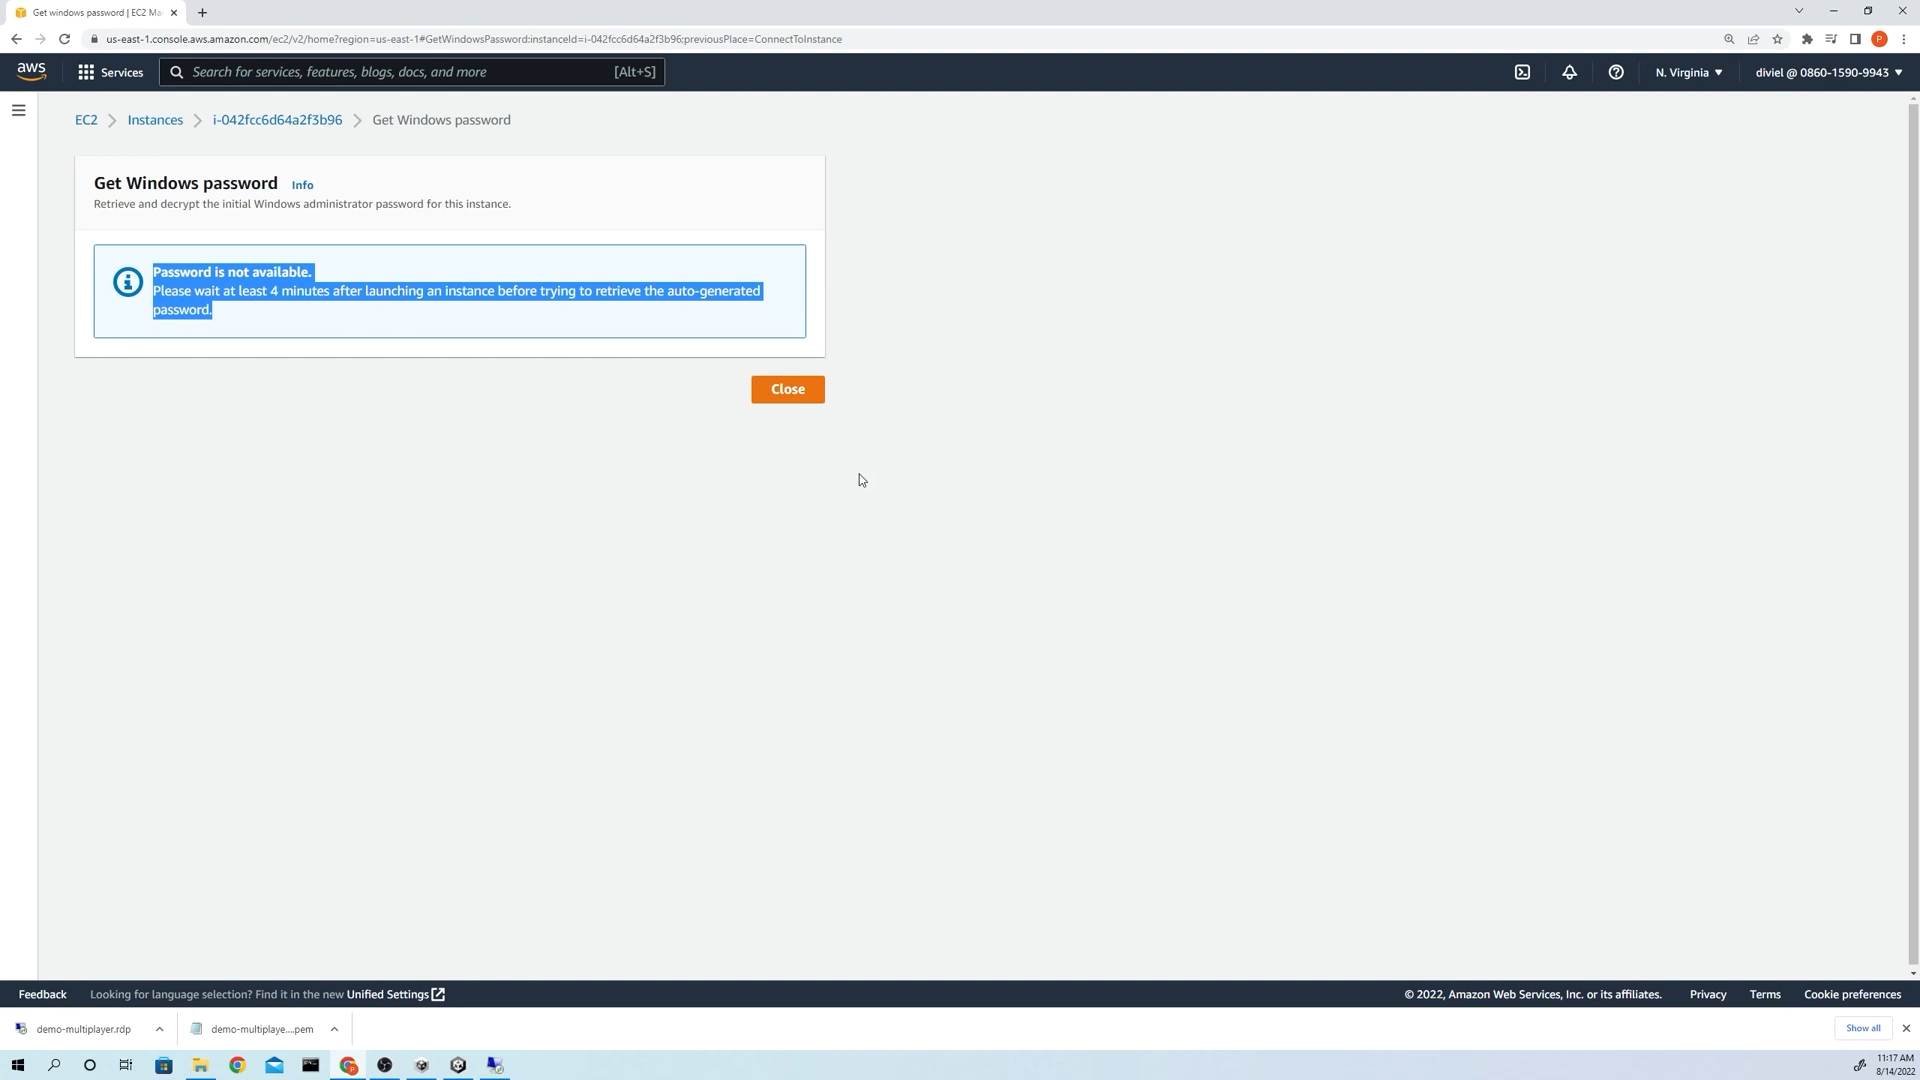 Get windows password | EC2 Ma
us-east-1.console.aws.amazon.com/ec2/v2/home?region=us-east-1#GetWindowsPassword:instanceId=i-042fcc6d64a2f3b96;previousPlace=ConnectToInstance
P
aws
Services
Search for services, features, blogs, docs, and more
[Alt+S]
N. Virginia
diviel @ 0860-1590-9943
EC2
Instances
i-042fcc6d64a2f3b96
Get Windows password
Get Windows password
Info
Retrieve and decrypt the initial Windows administrator password for this instance.
Password is not available.
Please wait at least 4 minutes after launching an instance before trying to retrieve the auto-generated
password.
Close
Feedback
Looking for language selection? Find it in the new Unified Settings
© 2022, Amazon Web Services, Inc. or its affiliates.
Privacy
Terms
Cookie preferences
demo-multiplayer.rdp
demo-multiplaye....pem
Show all
11:17 AM
8/14/2022